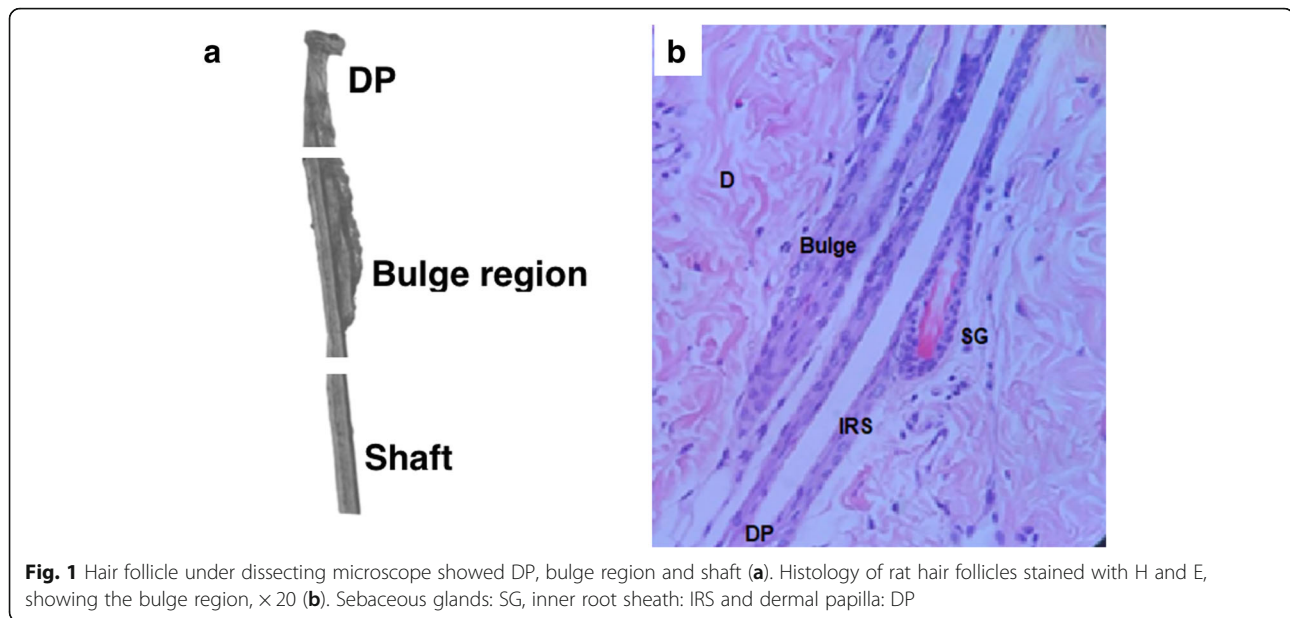 a
DP
Bulge region
Shaft
b
D
Bulge
SG
IRS
DP
Fig. 1 Hair follicle under dissecting microscope showed DP, bulge region and shaft (a). Histology of rat hair follicles stained with H and E,
showing the bulge region, × 20 (b). Sebaceous glands: SG, inner root sheath: IRS and dermal papilla: DP